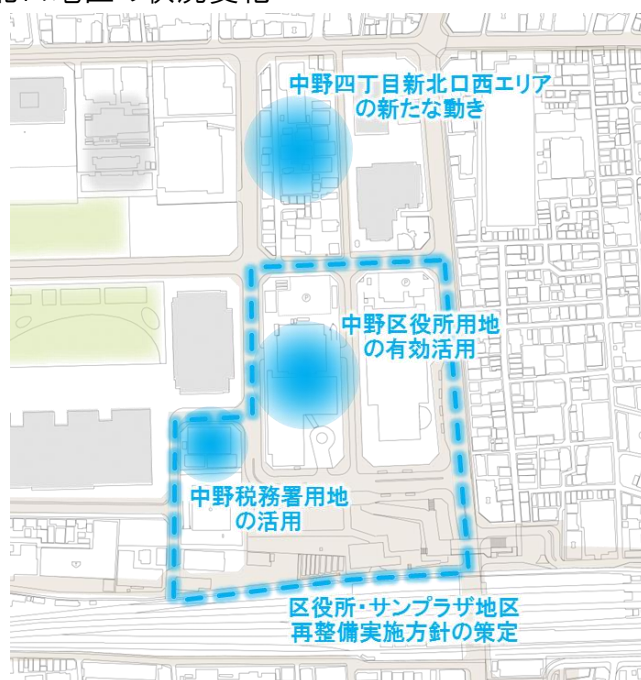 中野四丁目新北口西エリア
の新たな動き
中野区役所用地
の有効活用
中野税務署用地
の活用
区役所・サンプラザ地区
再整備実施方針の策定